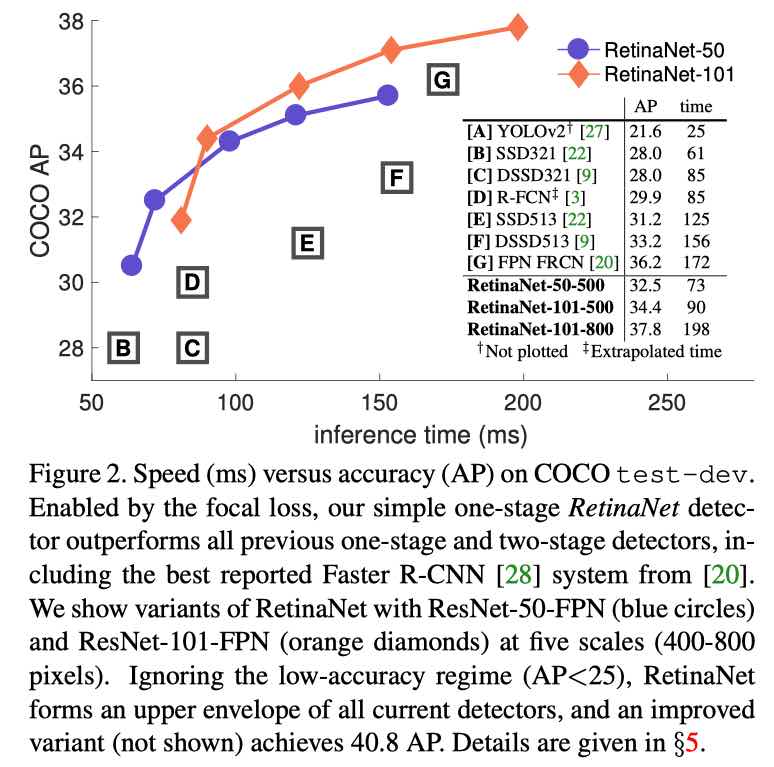 38
36
34
32
30
28
COCO AP
50
100
150
200
250
inference time (ms)
B
C
D
E
F
G
RetinaNet-50
RetinaNet-101
AP time
[A] YOLOv2† [27] 21.6 25
[B] SSD321 [22] 28.0 61
[C] DSSD321 [9] 28.0 85
[D] R-FCN‡ [3] 29.9 85
[E] SSD513 [22] 31.2 125
[F] DSSD513 [9] 33.2 156
[G] FPN FRCN [20] 36.2 172
RetinaNet-50-500 32.5 73
RetinaNet-101-500 34.4 90
RetinaNet-101-800 37.8 198
†Not plotted ‡Extrapolated time
Figure 2. Speed (ms) versus accuracy (AP) on COCO test-dev.
Enabled by the focal loss, our simple one-stage RetinaNet detec-
tor outperforms all previous one-stage and two-stage detectors, in-
cluding the best reported Faster R-CNN [28] system from [20].
We show variants of RetinaNet with ResNet-50-FPN (blue circles)
and ResNet-101-FPN (orange diamonds) at five scales (400-800
pixels). Ignoring the low-accuracy regime (AP<25), RetinaNet
forms an upper envelope of all current detectors, and an improved
variant (not shown) achieves 40.8 AP. Details are given in §5.